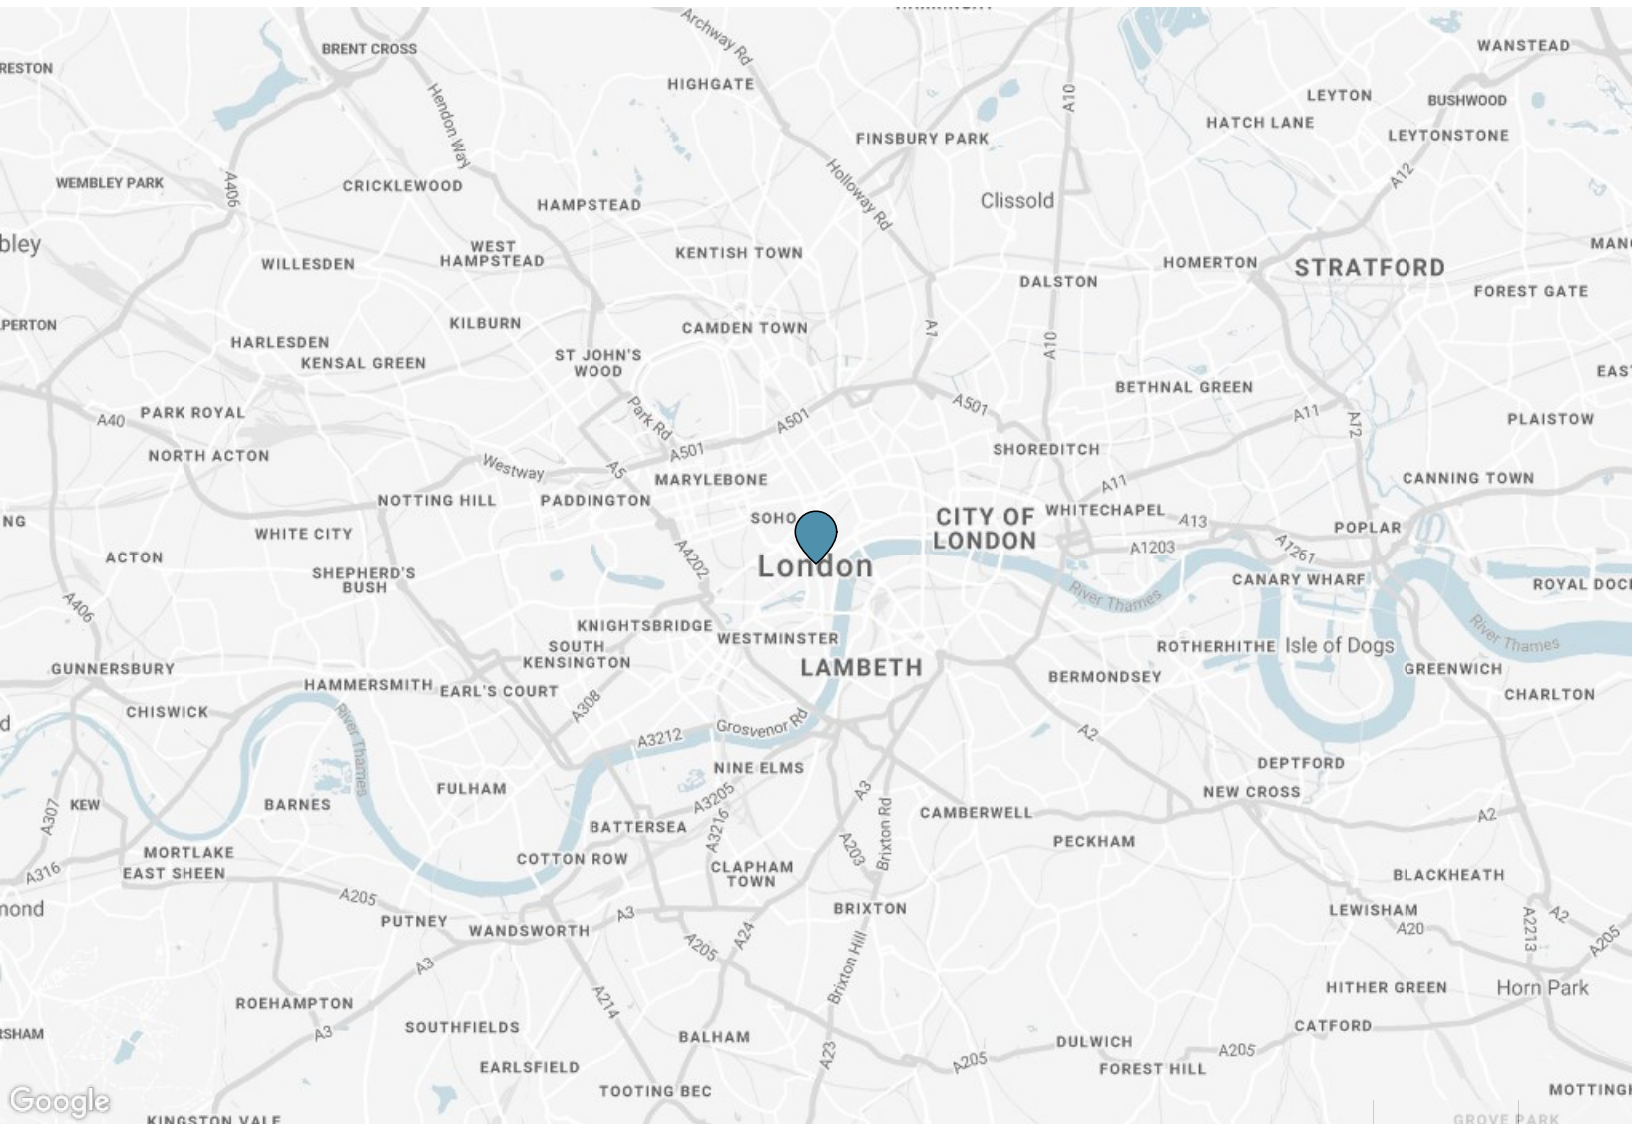 BRENT CROSS
Archway Rd
WANSTEAD
RESTON
HIGHGATE
Hendon Way
A10
LEYTON
BUSHWOOD
HATCH LANE
LEYTONSTONE
FINSBURY PARK
A12
WEMBLEY PARK
A406
CRICKLEWOOD
HAMPSTEAD
Holloway Rd
Clissold
bley
WEST
HAMPSTEAD
KENTISH TOWN
WILLESDEN
DALSTON
HOMERTON
STRATFORD
MANO
FOREST GATE
PERTON
KILBURN
CAMDEN TOWN
A1
A10
HARLESDEN
KENSAL GREEN
ST JOHN'S
WOOD
BETHNAL GREEN
EAS
PARK ROYAL
A40
Park Rd
A501
A501
A11
A12
PLAISTOW
NORTH ACTON
Westway
A5
A501
SHOREDITCH
MARYLEBONE
CANNING TOWN
A11
NOTTING HILL
PADDINGTON
SOHO
CITY OF
LONDON
WHITECHAPEL
A13
POPLAR
NG
WHITE CITY
ACTON
A4202
London
A1203
A1261
SHEPHERD'S
BUSH
CANARY WHARF
ROYAL DOC
A406
River Thames
KNIGHTSBRIDGE
WESTMINSTER
SOUTH
KENSINGTON
ROTHERHITHE
Isle of Dogs
River Thames
GUNNERSBURY
LAMBETH
GREENWICH
BERMONDSEY
HAMMERSMITH
EARL'S COURT
CHARLTON
CHISWICK
d
River Thames
A308
Grosvenor Rd
A3212
A2
NINE ELMS
DEPTFORD
KEW
A307
BARNES
FULHAM
A3205
A3
NEW CROSS
Brixton Rd
CAMBERWELL
A2
BATTERSEA
A3216
A203
PECKHAM
MORTLAKE
COTTON ROW
CLAPHAM
TOWN
A316
EAST SHEEN
BLACKHEATH
A205
mond
PUTNEY
WANDSWORTH
A3
BRIXTON
LEWISHAM
A20
A2213
A2
A205
A205
A24
A3
Brixton Hill
ROEHAMPTON
A214
HITHER GREEN
Horn Park
A3
SOUTHFIELDS
BALHAM
CATFORD
RSHAM
DULWICH
A205
A23
A205
EARLSFIELD
FOREST HILL
TOOTING BEC
MOTTINGH
Google
KINGSTON VALE
GROVE PARK